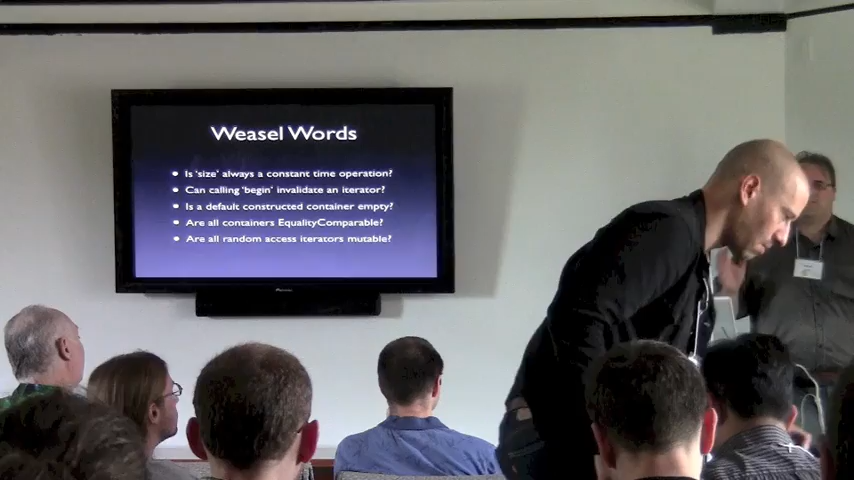 Weasel Words
• Is 'size' always a constant time operation?
• Can calling 'begin' invalidate an iterator?
• Is a default constructed container empty?
• Are all containers EqualityComparable?
• Are all random access iterators mutable?